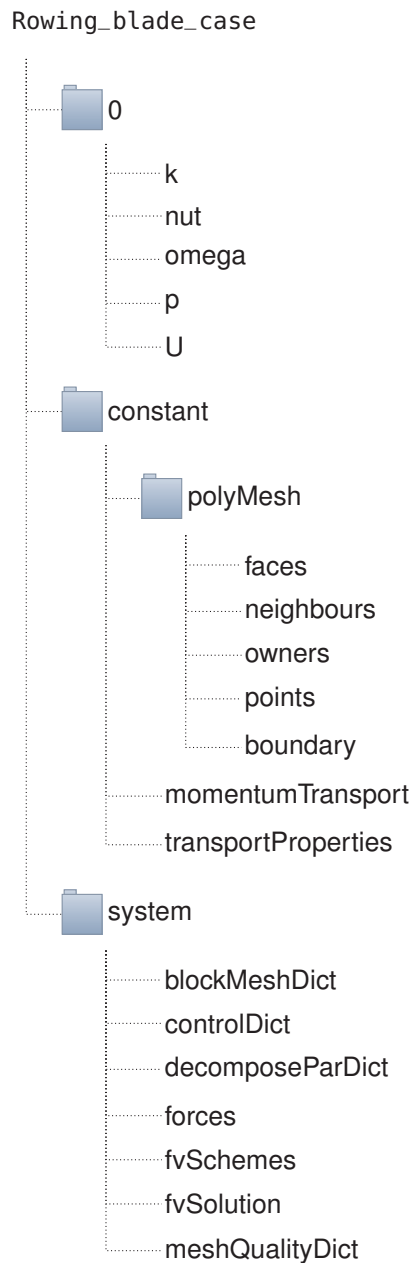 Rowing_blade_case
0
k
nut
omega
p
U
constant
polyMesh
faces
neighbours
owners
points
boundary
momentumTransport
transportProperties
system
blockMeshDict
controlDict
decomposeParDict
forces
fvSchemes
fvSolution
meshQualityDict